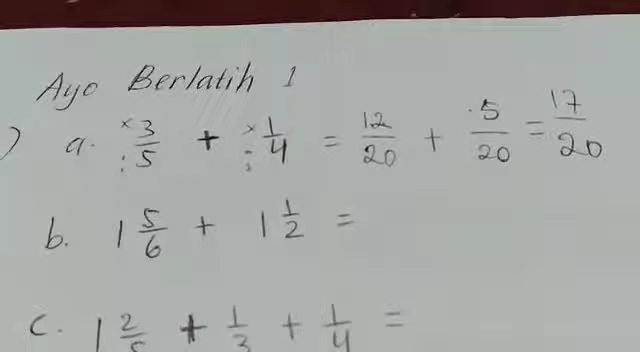 Ayo Berlatih 1
) a. × 3/5 : + × 1/4 : = 12/20 + 5/20 = 17/20
b. 1 5/6 + 1 1/2 =
c. 1 2/5 + 1/3 + 1/4 =